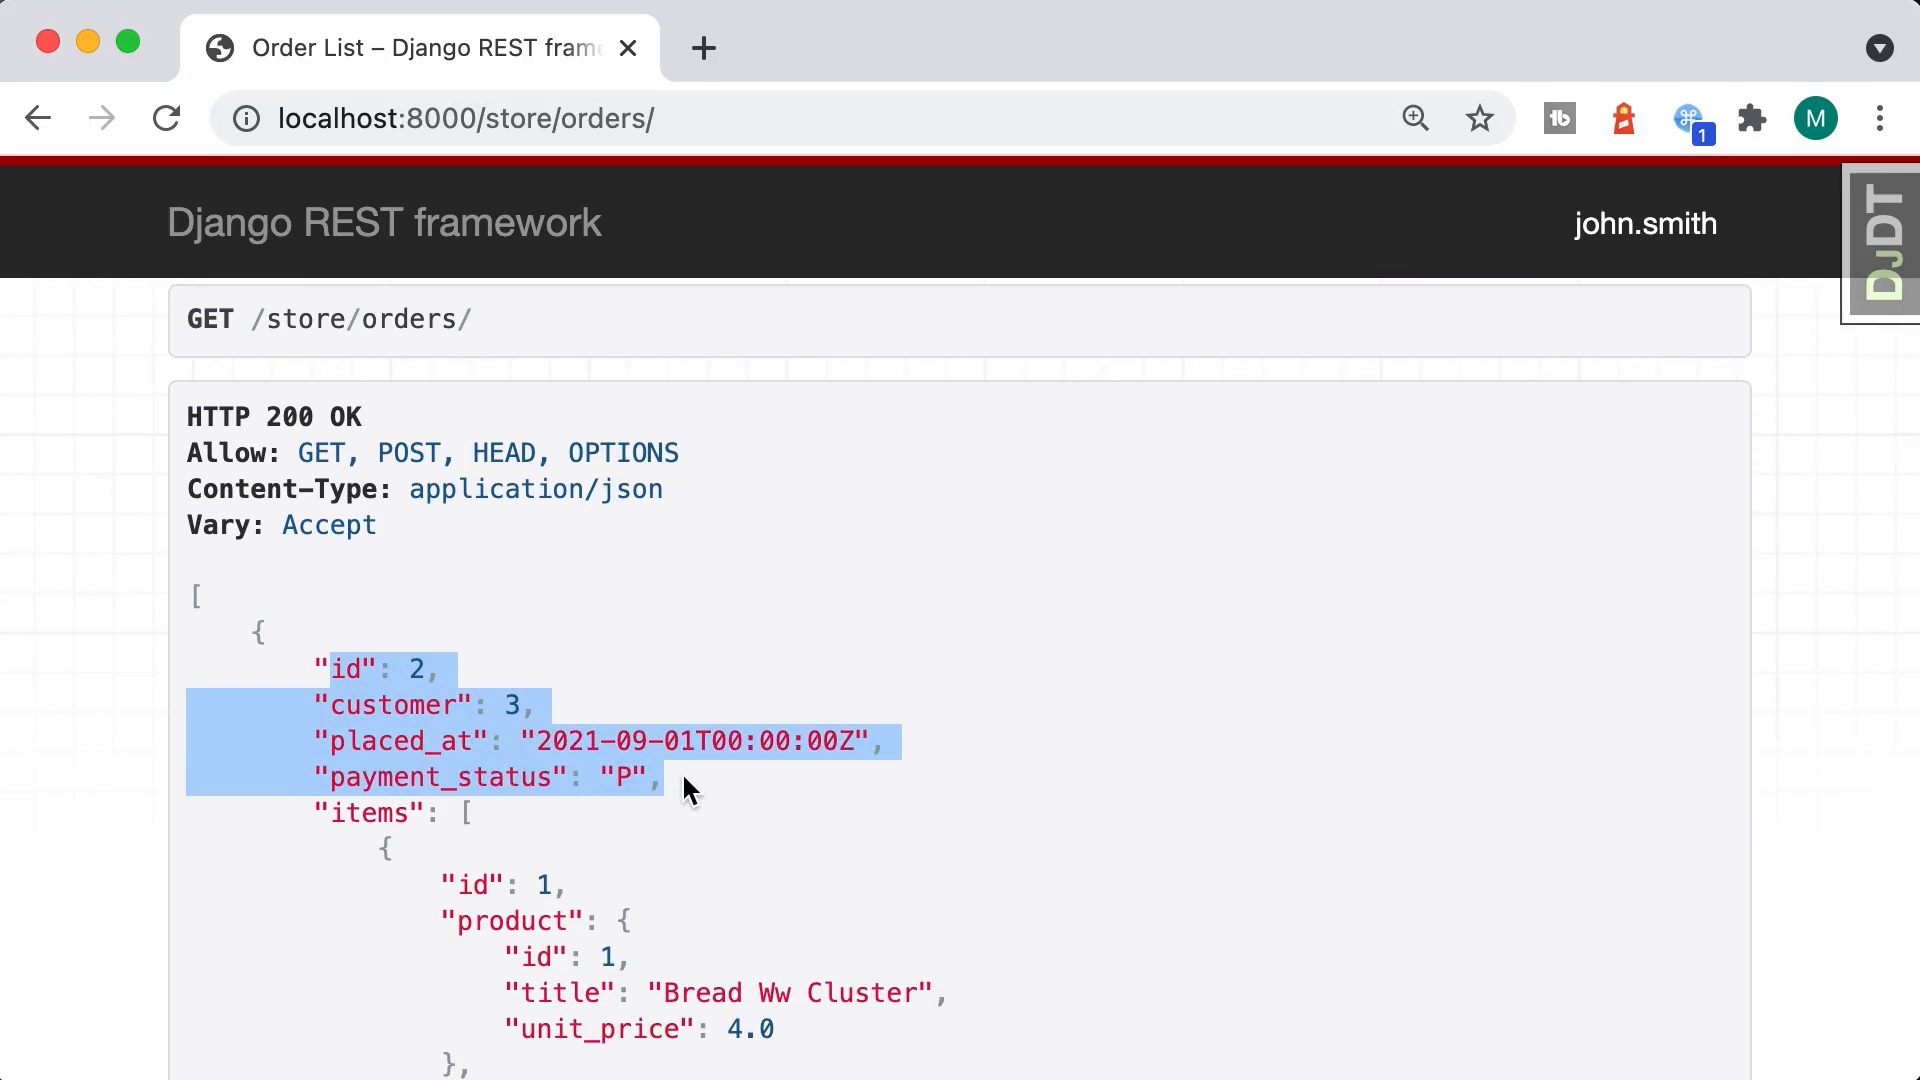 Order List – Django REST fram
localhost:8000/store/orders/
1
M
Django REST framework
john.smith
DJDT
GET /store/orders/
HTTP 200 OK
Allow: GET, POST, HEAD, OPTIONS
Content-Type: application/json
Vary: Accept
[
{
"id": 2,
"customer": 3,
"placed_at": "2021-09-01T00:00:00Z",
"payment_status": "P",
"items": [
{
"id": 1,
"product": {
"id": 1,
"title": "Bread Ww Cluster",
"unit_price": 4.0
},